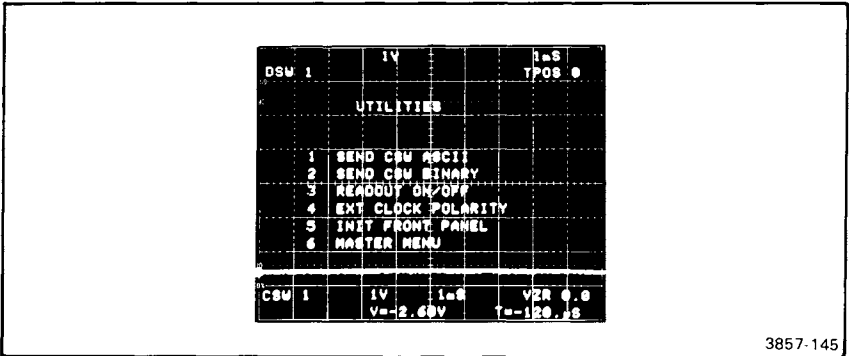 1V 1mS
DSW 1 TPOS 0
UTILITIES
1 SEND CSW ASCII
2 SEND CSW BINARY
3 READOUT ON/OFF
4 EXT CLOCK POLARITY
5 INIT FRONT PANEL
6 MASTER MENU
CSW 1 1V 1mS VZR 0.0
V=-2.60V T=-120.µS
3857-145